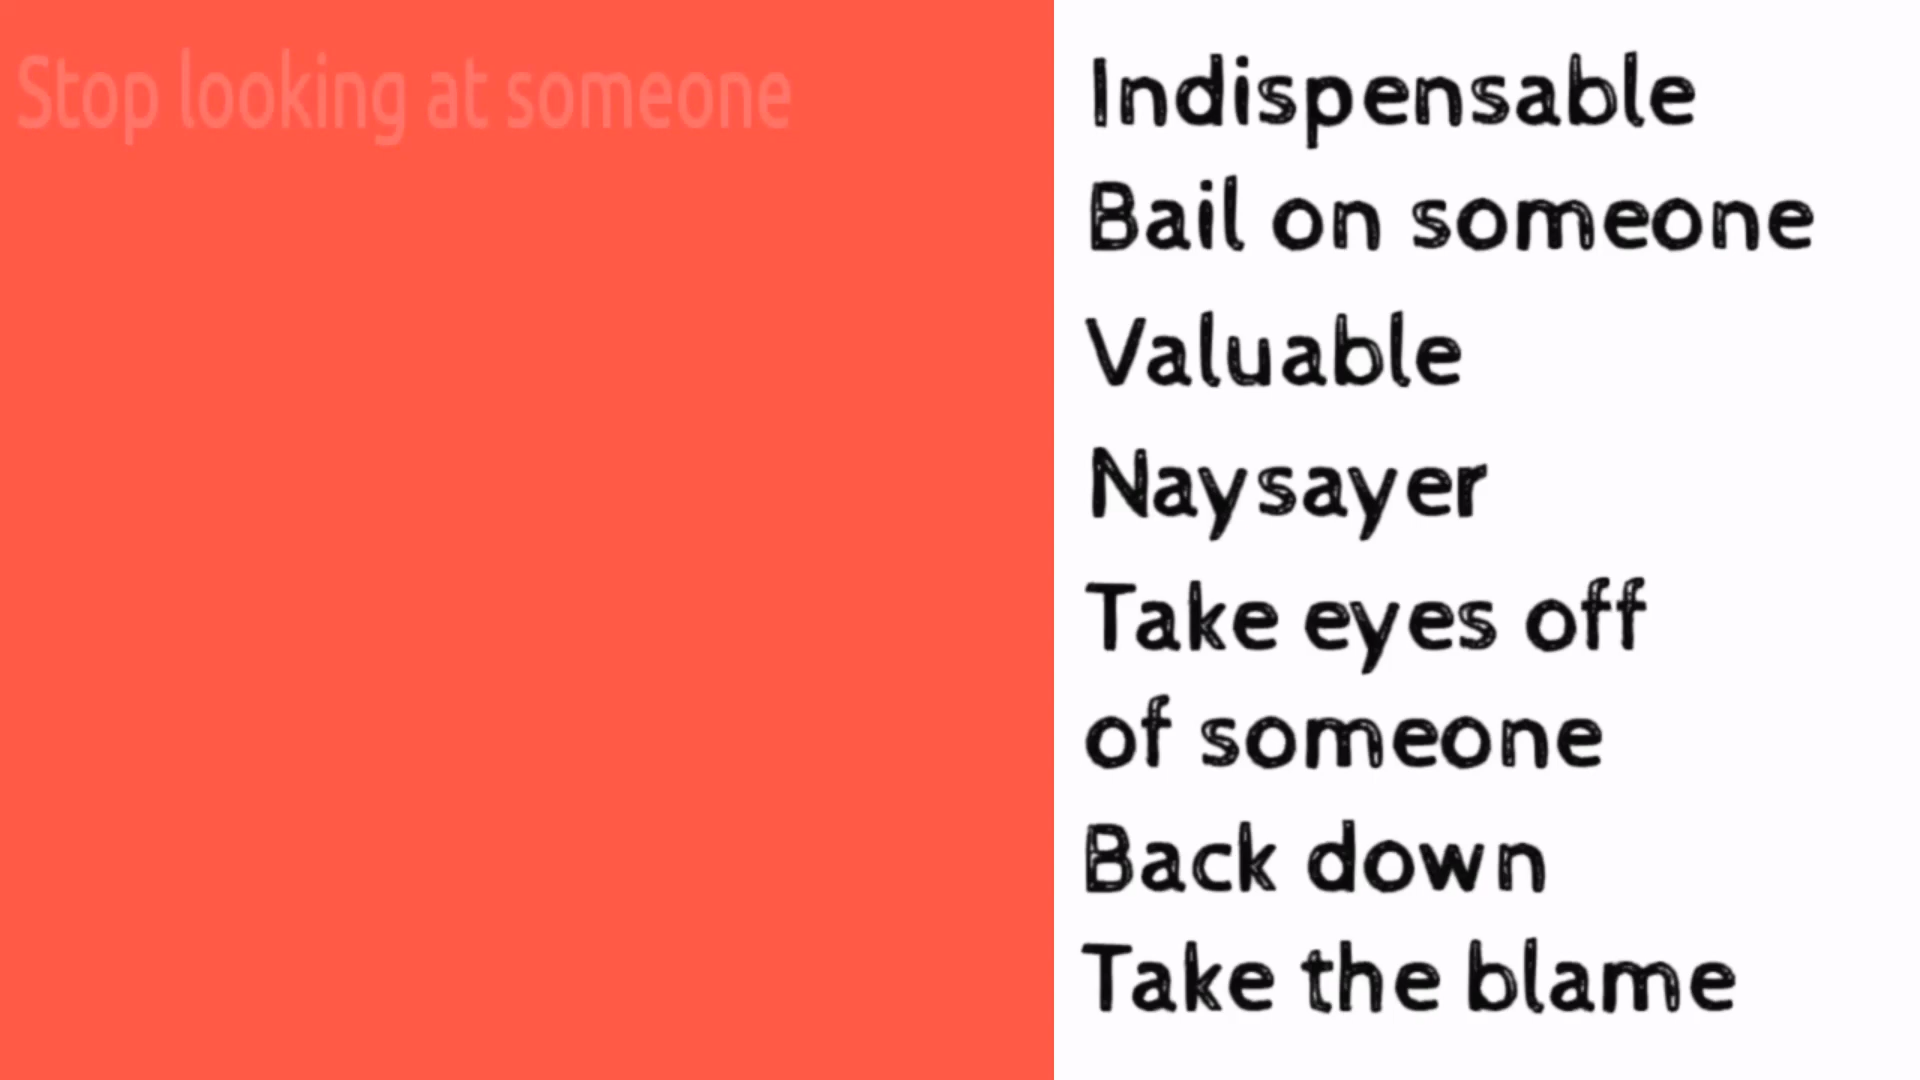 Stop looking at someone
Indispensable
Bail on someone
Valuable
Naysayer
Take eyes off
of someone
Back down
Take the blame